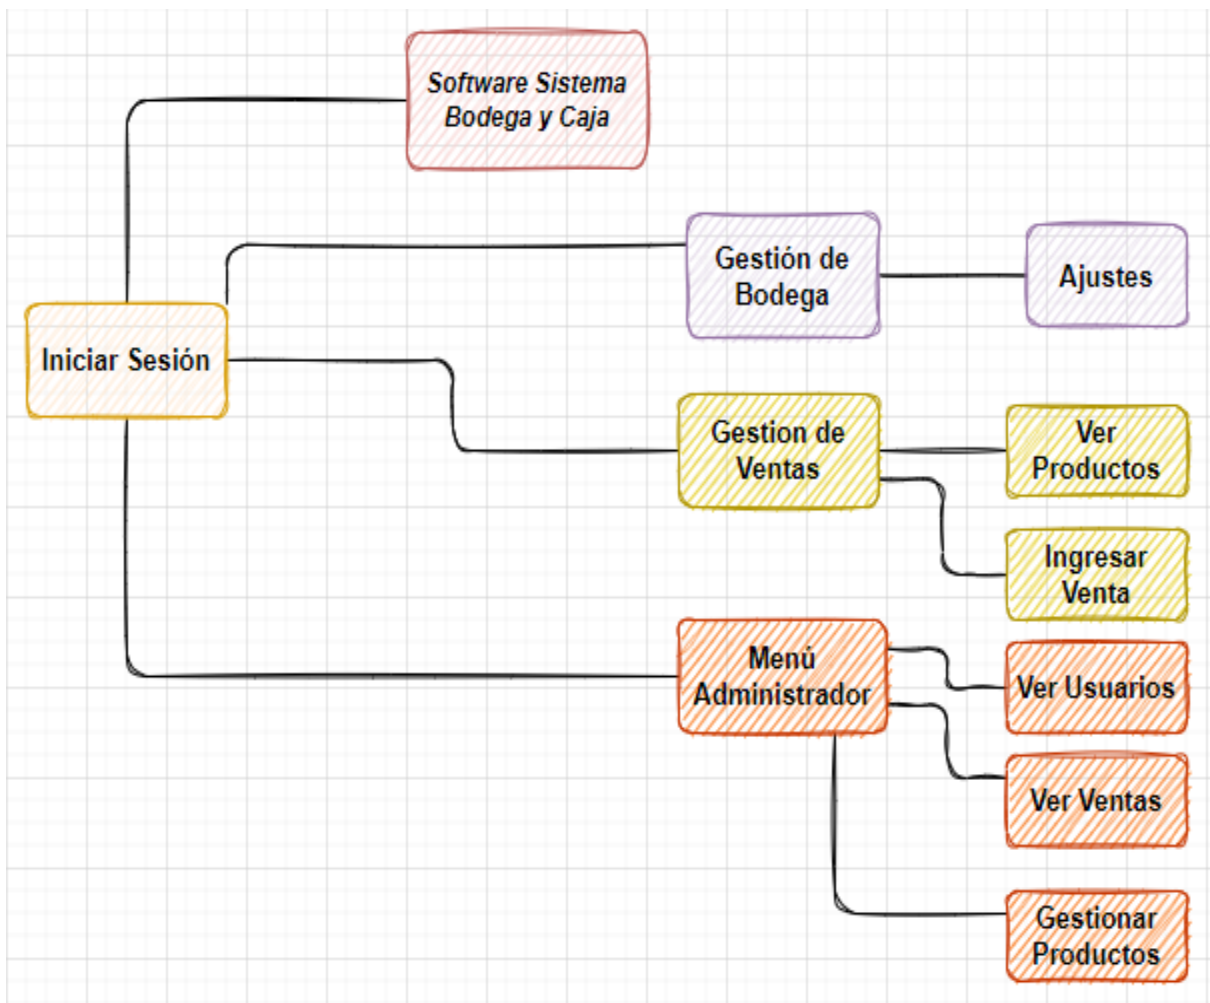 Software Sistema
Bodega y Caja
Gestión de
Bodega
Ajustes
Iniciar Sesión
Gestion de
Ventas
Ver
Productos
Ingresar
Venta
Menú
Administrador
Ver Usuarios
Ver Ventas
Gestionar
Productos